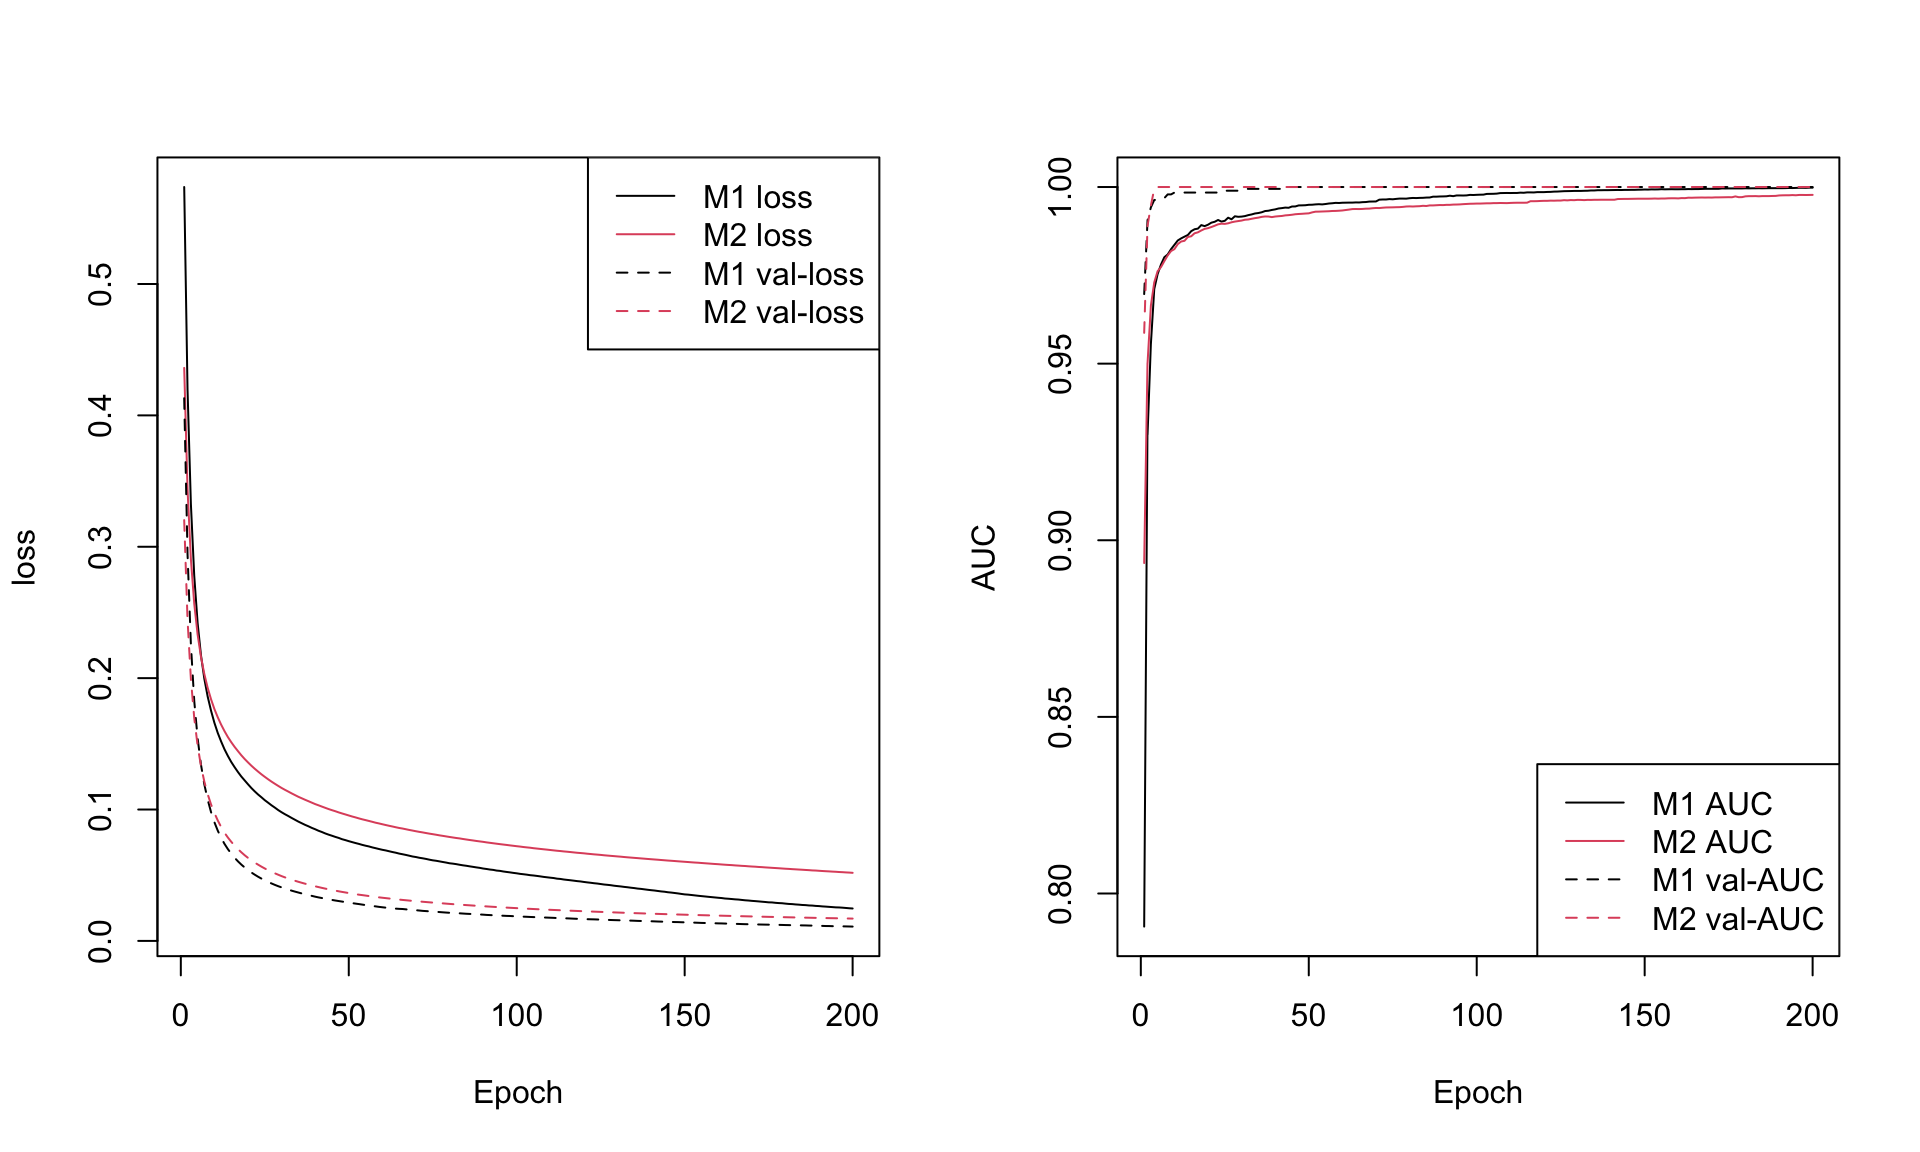 loss
0.0
0.1
0.2
0.3
0.4
0.5
M1 loss
M2 loss
M1 val-loss
M2 val-loss
0 50 100 150 200
Epoch
AUC
0.80
0.85
0.90
0.95
1.00
M1 AUC
M2 AUC
M1 val-AUC
M2 val-AUC
0 50 100 150 200
Epoch